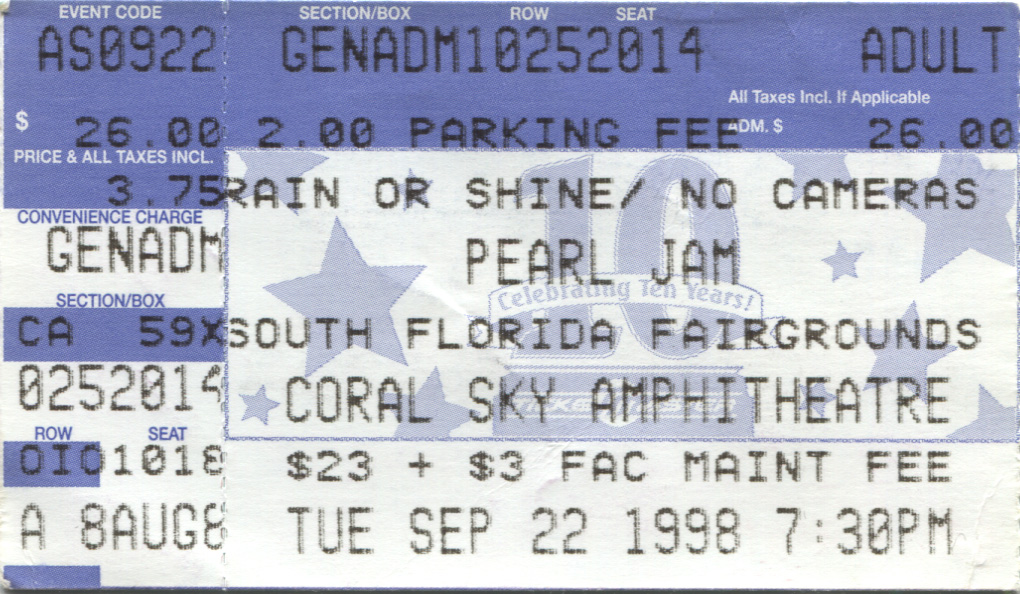 EVENT CODE SECTION/BOX ROW SEAT
AS0922 GENADM10252014 ADULT
All Taxes Incl. If Applicable
$ 26.00 2.00 PARKING FEE ADM. $ 26.00
PRICE & ALL TAXES INCL.
3.75 RAIN OR SHINE/ NO CAMERAS
CONVENIENCE CHARGE
GENADM PEARL JAM
10
Celebrating Ten Years!
SECTION/BOX
CA 59X SOUTH FLORIDA FAIRGROUNDS
0252014 CORAL SKY AMPHITHEATRE
ROW SEAT
OIO1018 $23 + $3 FAC MAINT FEE
A 8AUG8 TUE SEP 22 1998 7:30PM